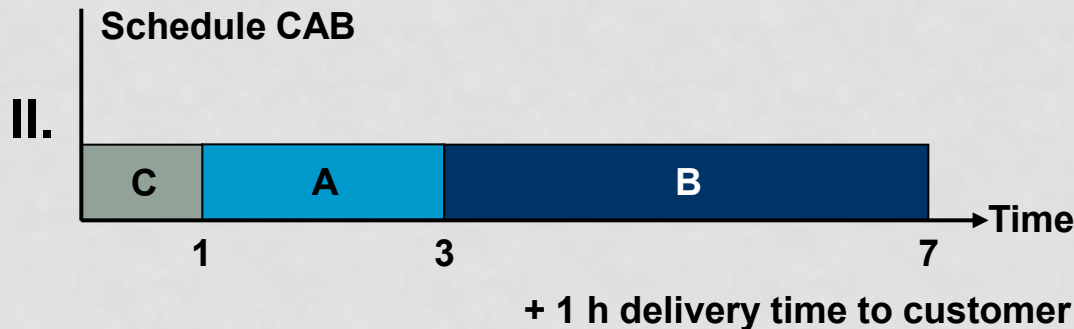 Schedule CAB
II.
C A B
Time
1 3 7
+ 1 h delivery time to customer